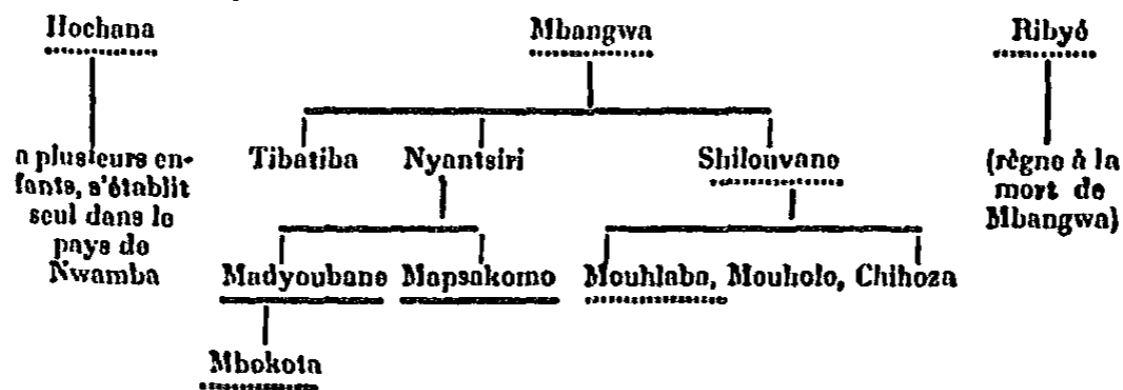 Hochana Mbangwa Ribyó
a plusieurs en-
fants, s'établit
seul dans le
pays de
Nwamba
Tibatiba Nyantsiri Shilouvane
(règne à la
mort de
Mbangwa)
Madyoubane Mapsakomo Mouhlaba, Mouholo, Chihoza
Mbokota